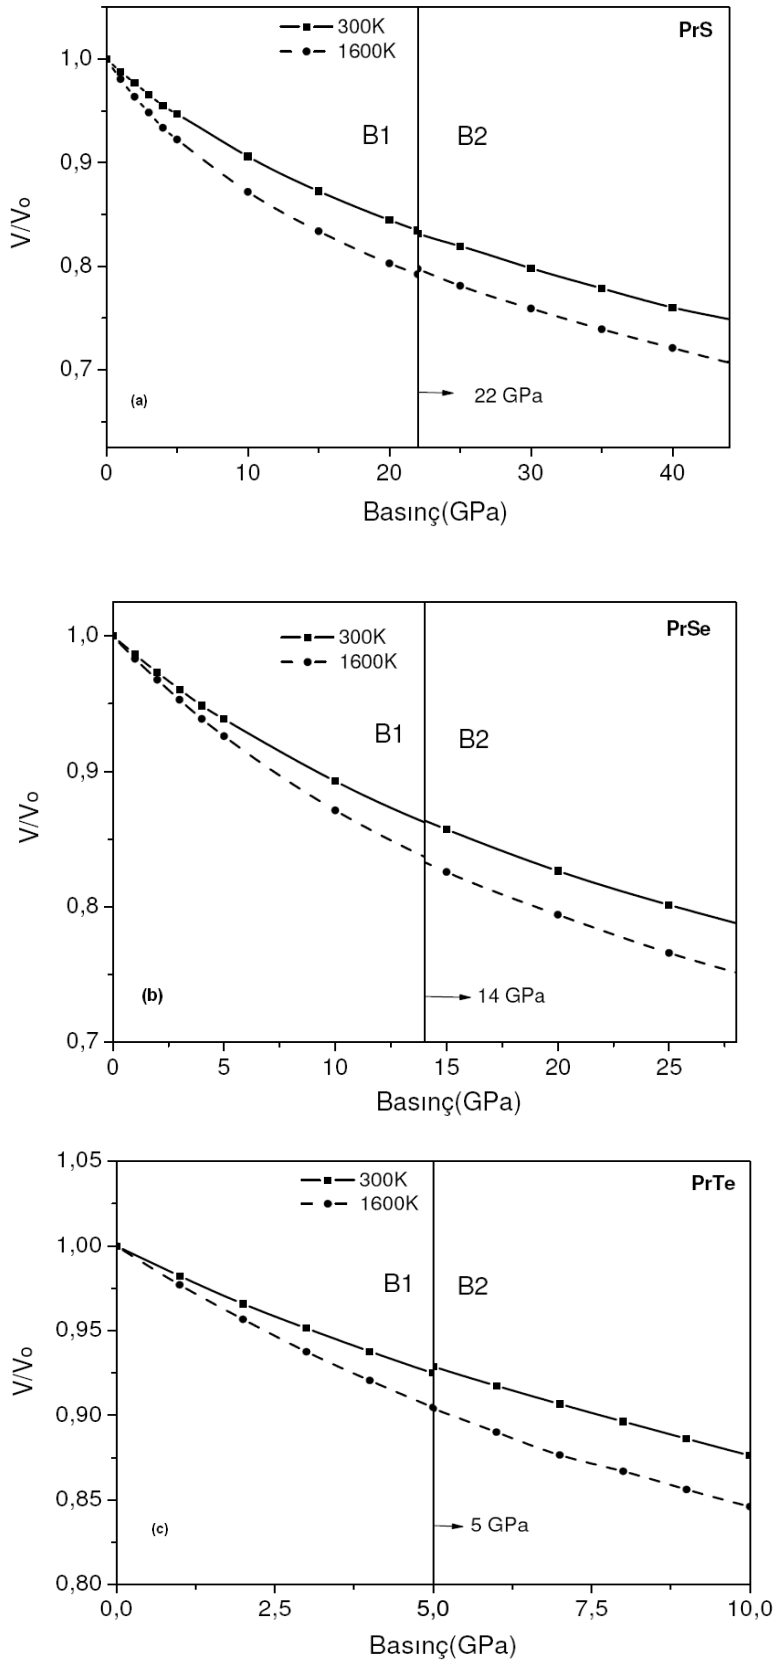 300K
PrS
1600K
1,0
B1
B2
0,9
V/Vo
0,8
0,7
(a)
22 GPa
0
10
20
30
40
Basınç(GPa)
300K
PrSe
1,0
1600K
B1
B2
0,9
V/Vo
0,8
(b)
14 GPa
0,7
0
5
10
15
20
25
Basınç(GPa)
1,05
300K
PrTe
1600K
1,00
B1
B2
0,95
V/Vo
0,90
0,85
(c)
5 GPa
0,80
0,0
2,5
5,0
7,5
10,0
Basınç(GPa)